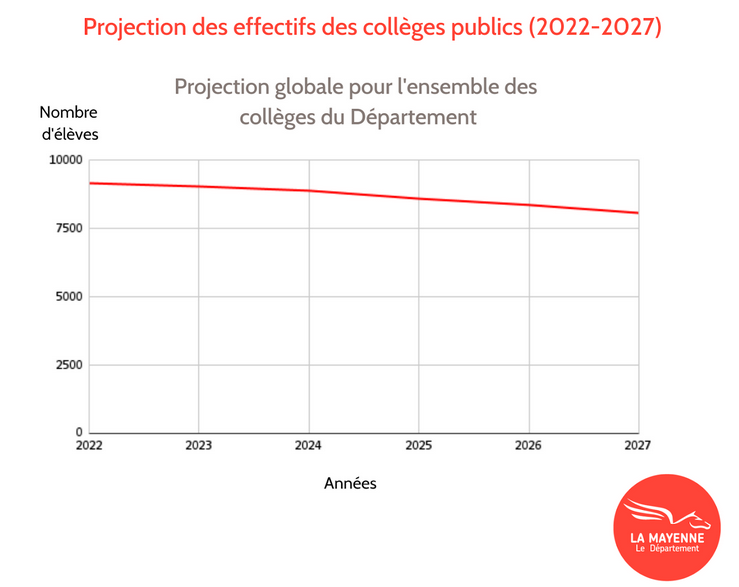 Projection des effectifs des collèges publics (2022-2027)
Projection globale pour l'ensemble des
collèges du Département
Nombre
d'élèves
10000
7500
5000
2500
0
2022 2023 2024 2025 2026 2027
Années
LA MAYENNE
Le Département